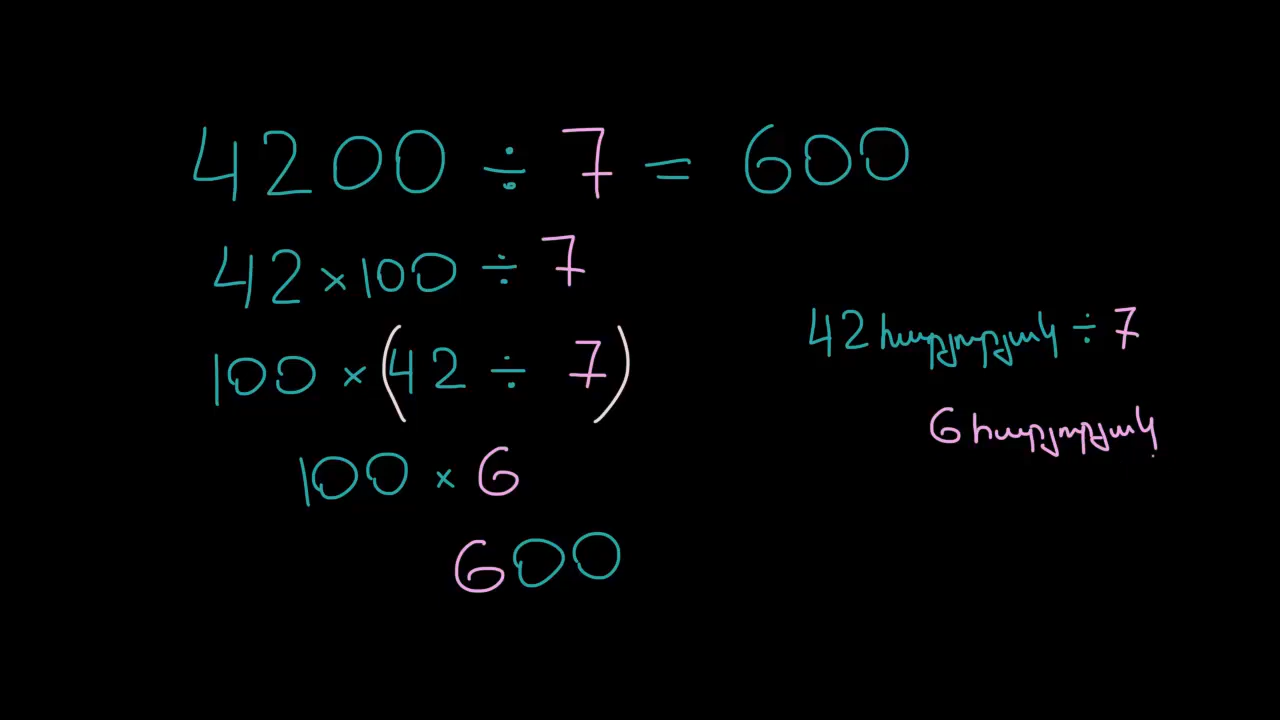 4200 ÷ 7 = 600
42 × 100 ÷ 7
100 × (42 ÷ 7)
100 × 6
600
42 հարյուրյակ ÷ 7
6 հարյուրյակ